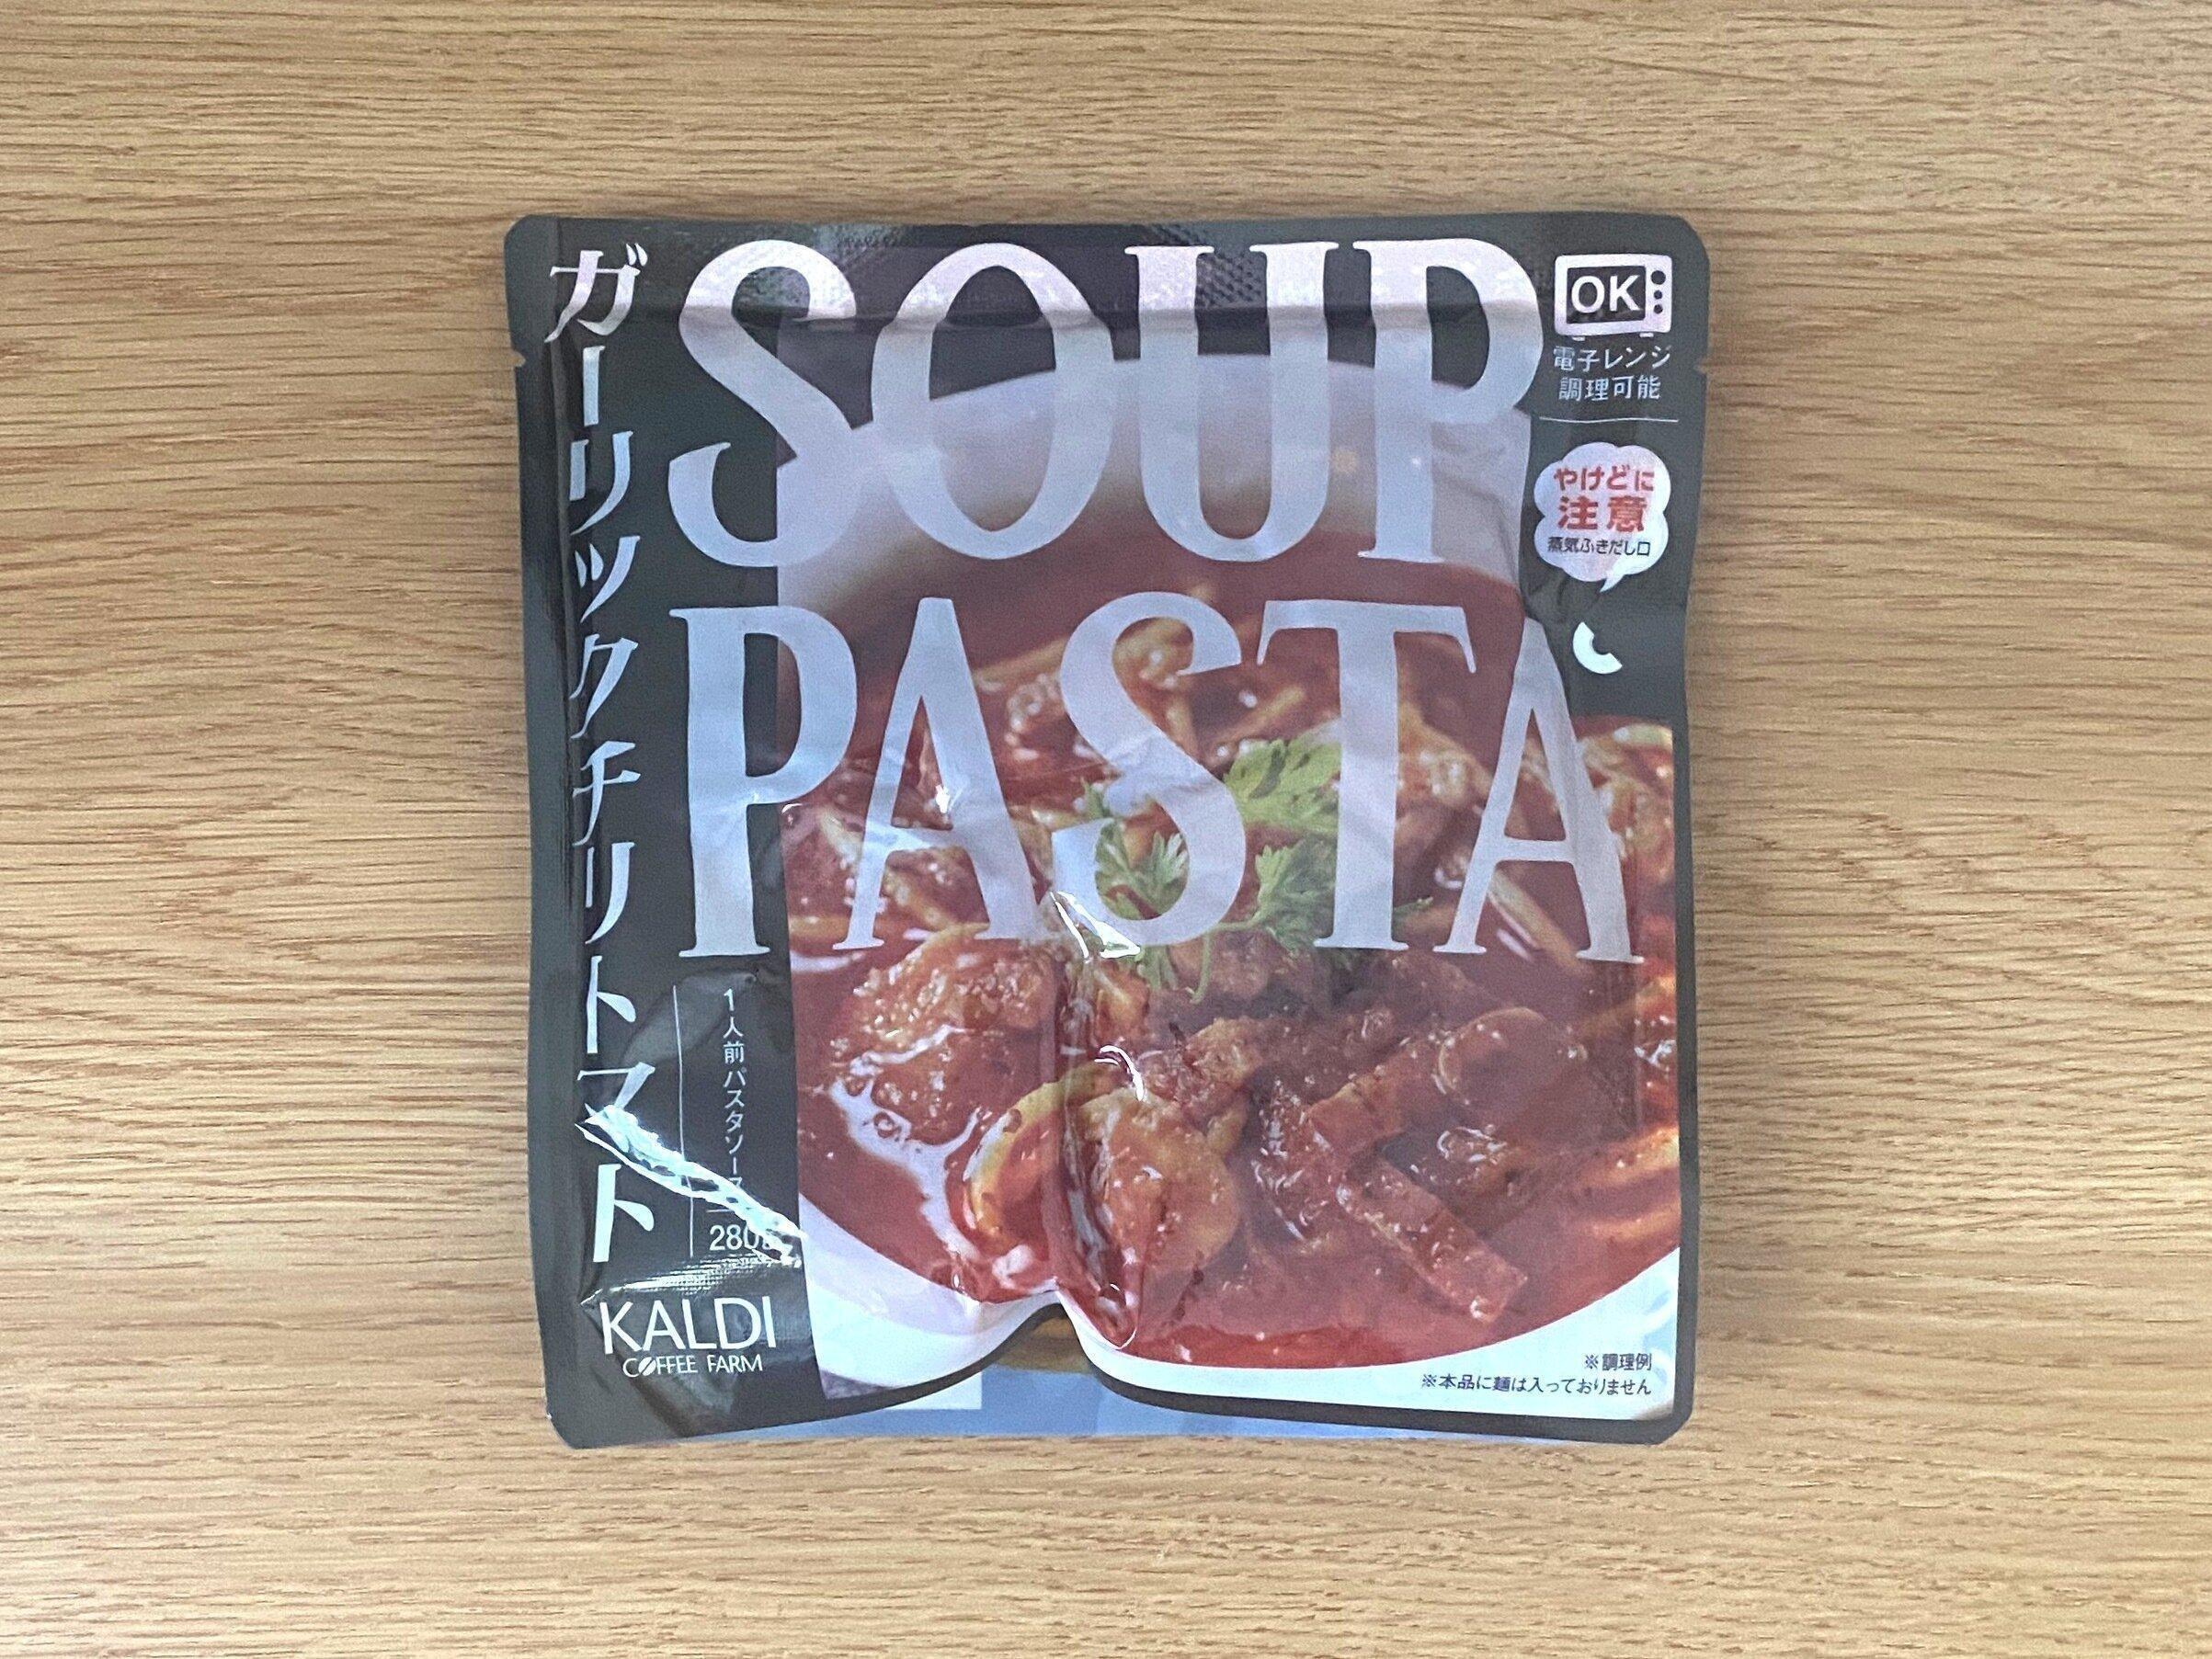 ガーリックチリトマト
SOUP
PASTA
OK
電子レンジ
調理可能
やけどに
注意
蒸気ふきだし口
1人前パスタソース
280g
KALDI
COFFEE FARM
※調理例
※本品に麺は入っておりません